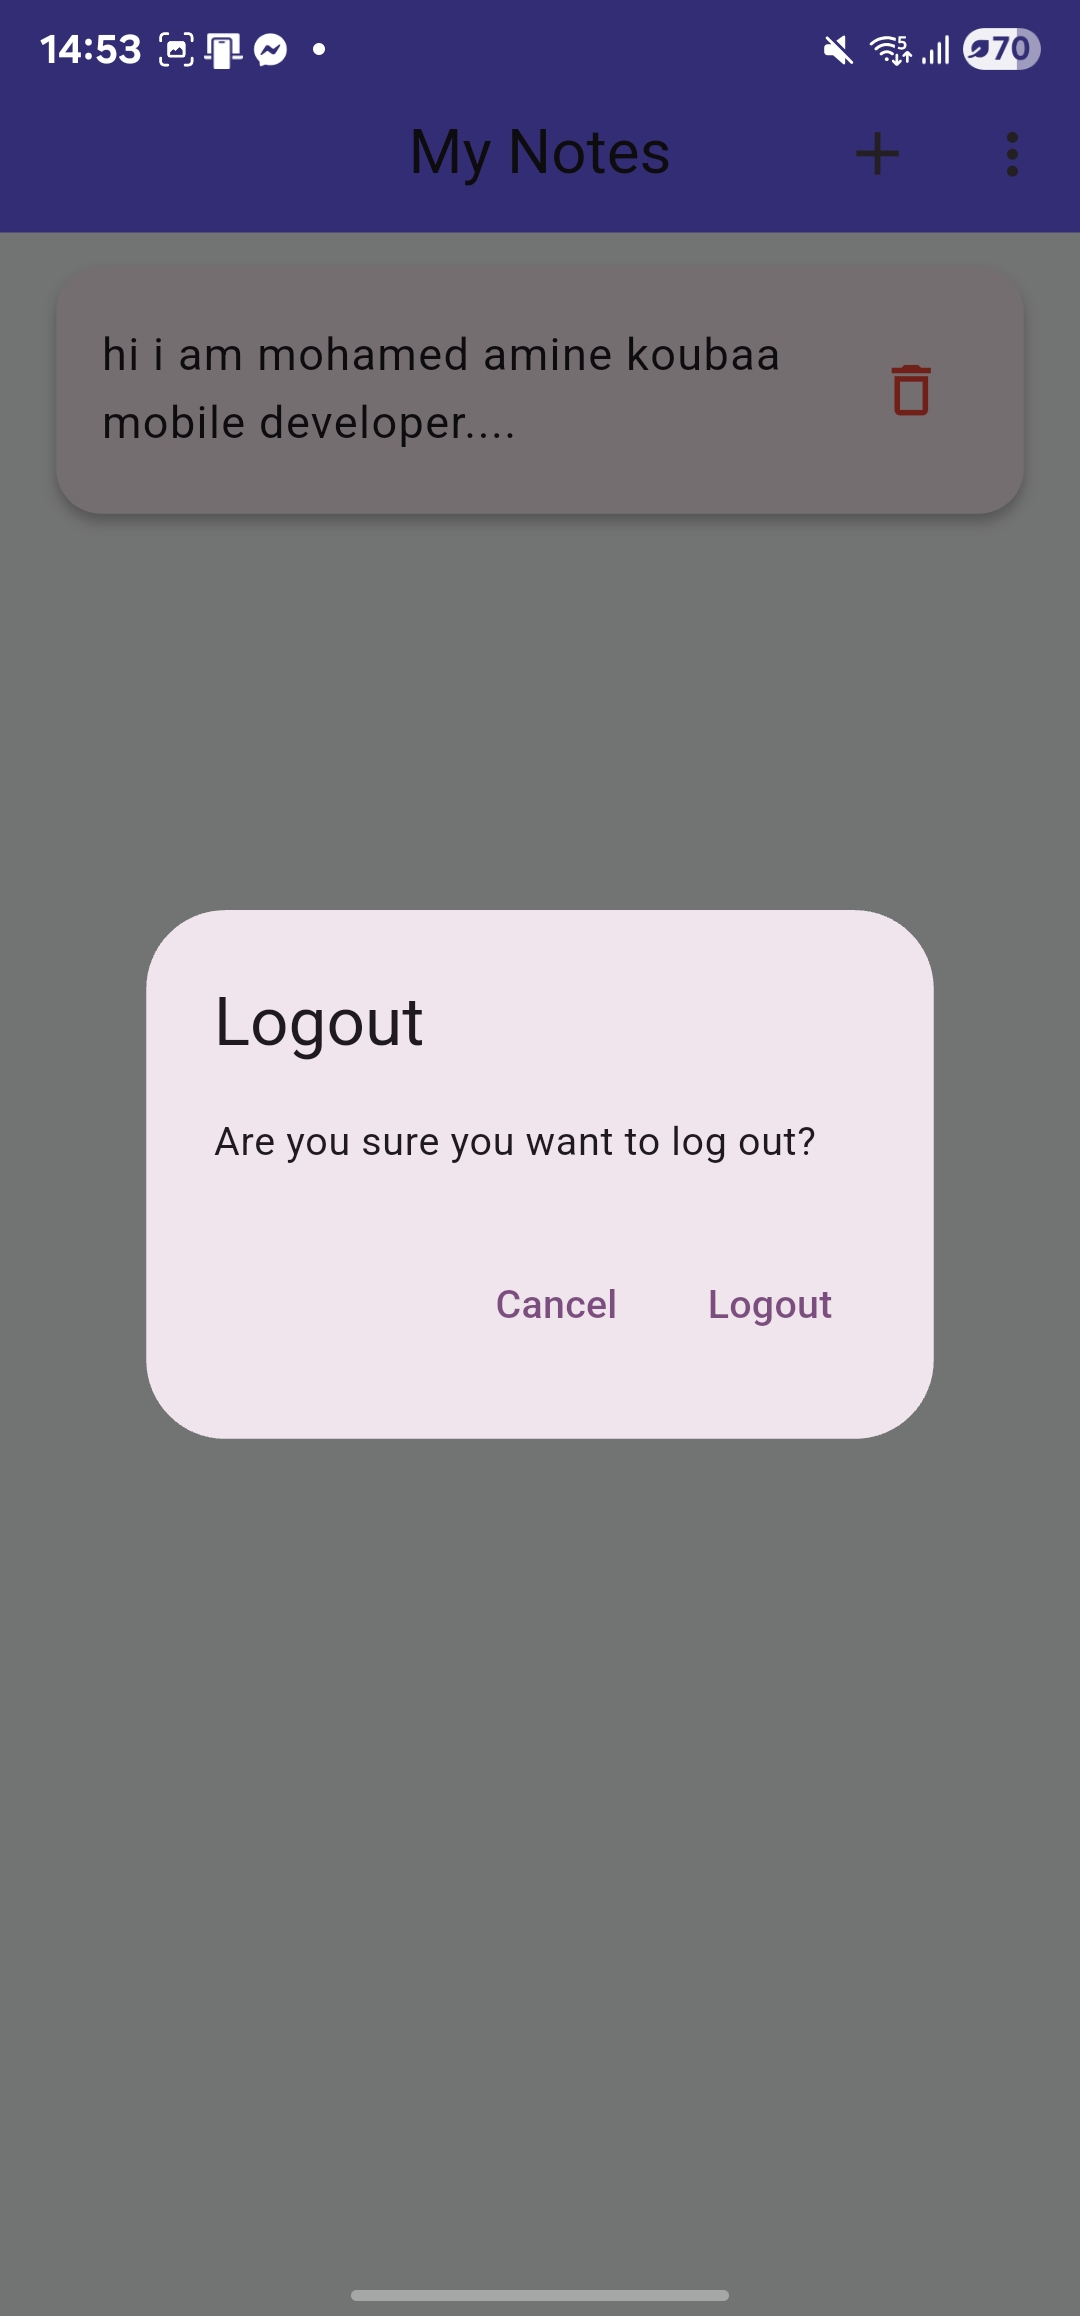 14:53
5
70
My Notes
hi i am mohamed amine koubaa
mobile developer....
Logout
Are you sure you want to log out?
Cancel Logout